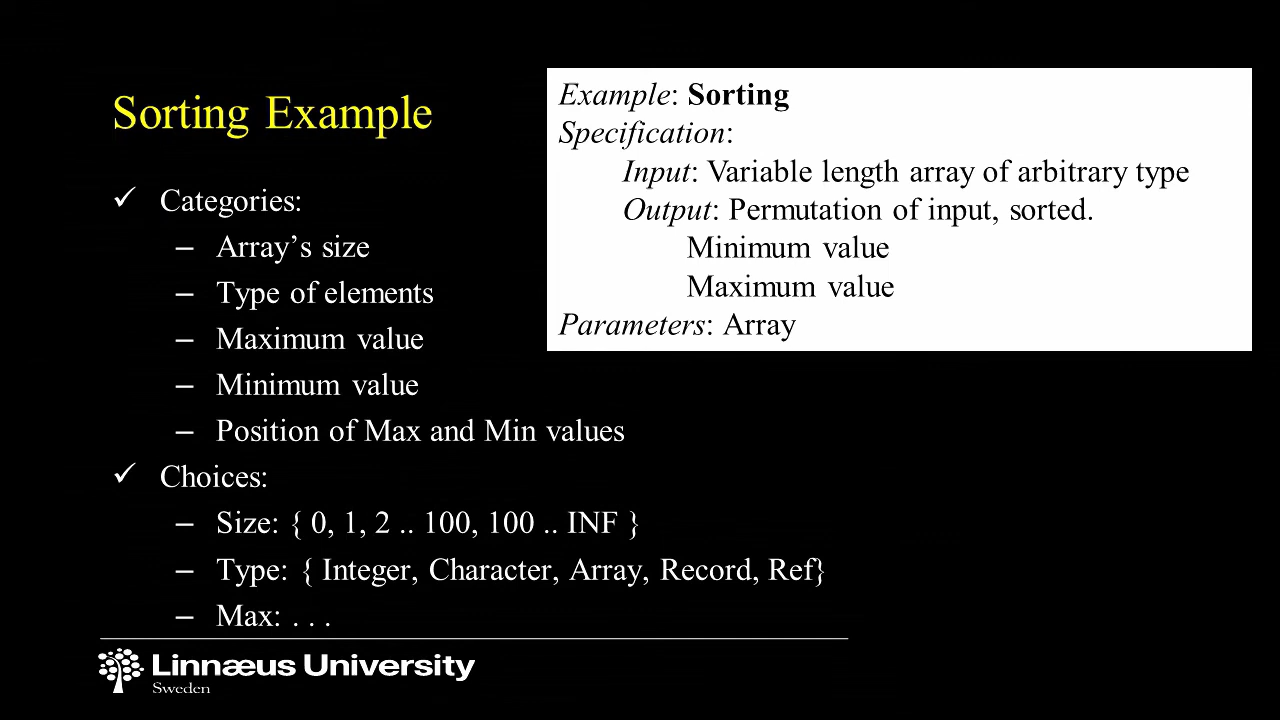 Sorting Example
✓ Categories:
– Array’s size
– Type of elements
– Maximum value
– Minimum value
– Position of Max and Min values
✓ Choices:
– Size: { 0, 1, 2 .. 100, 100 .. INF }
– Type: { Integer, Character, Array, Record, Ref}
– Max: . . .
Example: Sorting
Specification:
Input: Variable length array of arbitrary type
Output: Permutation of input, sorted.
Minimum value
Maximum value
Parameters: Array
Linnæus University
Sweden